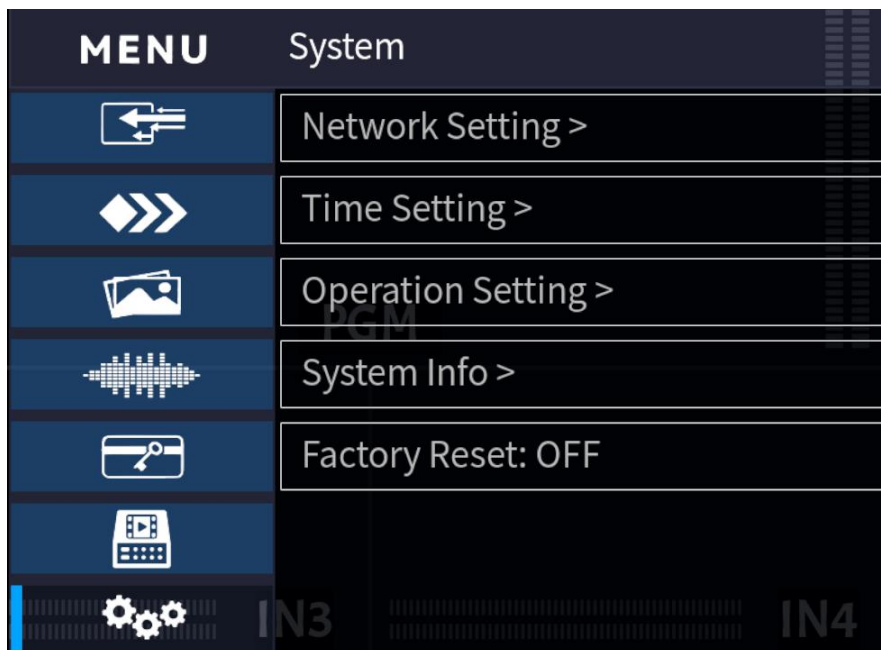 MENU
System
Network Setting >
Time Setting >
Operation Setting >
PGM
System Info >
Factory Reset: OFF
IN3
IN4